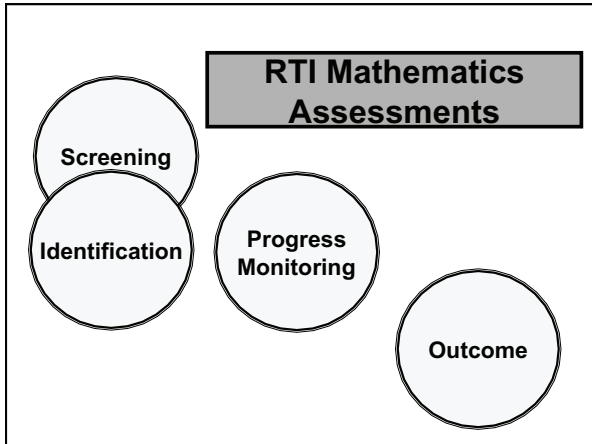 RTI Mathematics
Assessments
Screening
Identification
Progress
Monitoring
Outcome